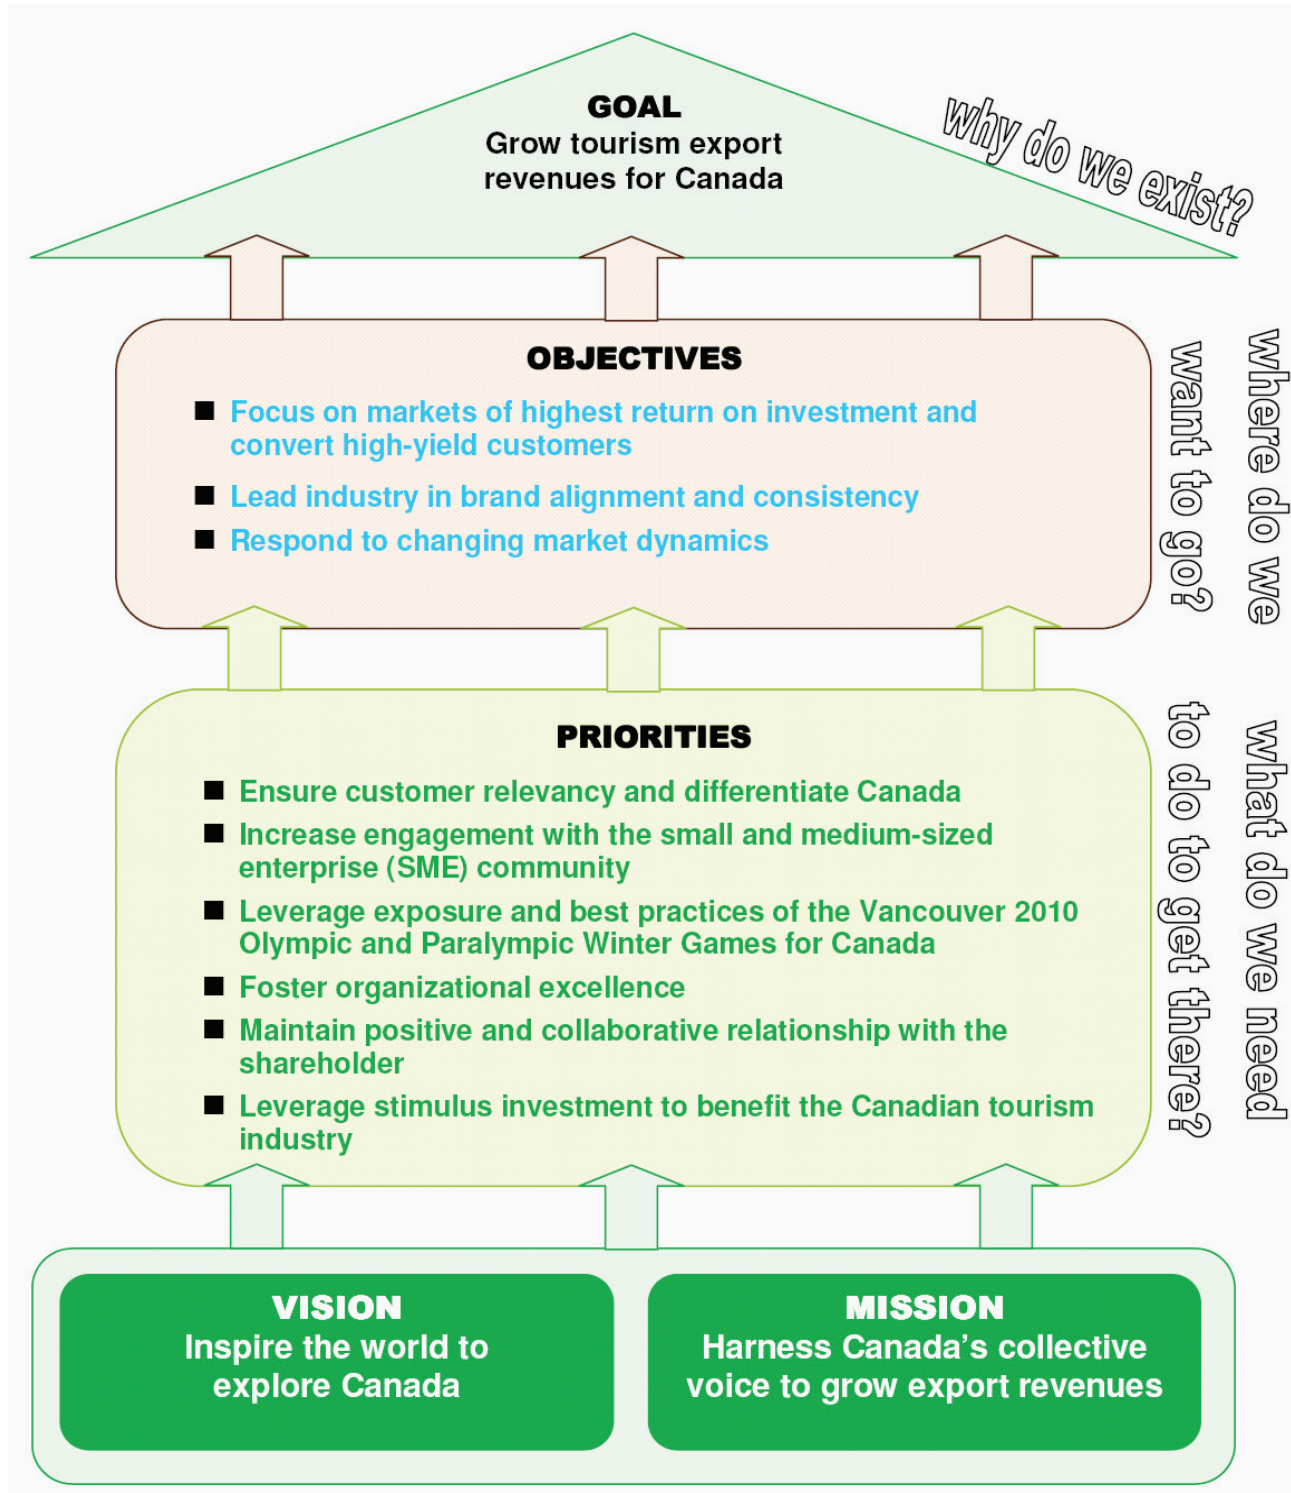 GOAL
Grow tourism export
revenues for Canada
why do we exist?
OBJECTIVES
■ Focus on markets of highest return on investment and
convert high-yield customers
■ Lead industry in brand alignment and consistency
■ Respond to changing market dynamics
where do we
want to go?
PRIORITIES
■ Ensure customer relevancy and differentiate Canada
■ Increase engagement with the small and medium-sized
enterprise (SME) community
■ Leverage exposure and best practices of the Vancouver 2010
Olympic and Paralympic Winter Games for Canada
■ Foster organizational excellence
■ Maintain positive and collaborative relationship with the
shareholder
■ Leverage stimulus investment to benefit the Canadian tourism
industry
what do we need
to do to get there?
VISION
Inspire the world to
explore Canada
MISSION
Harness Canada’s collective
voice to grow export revenues